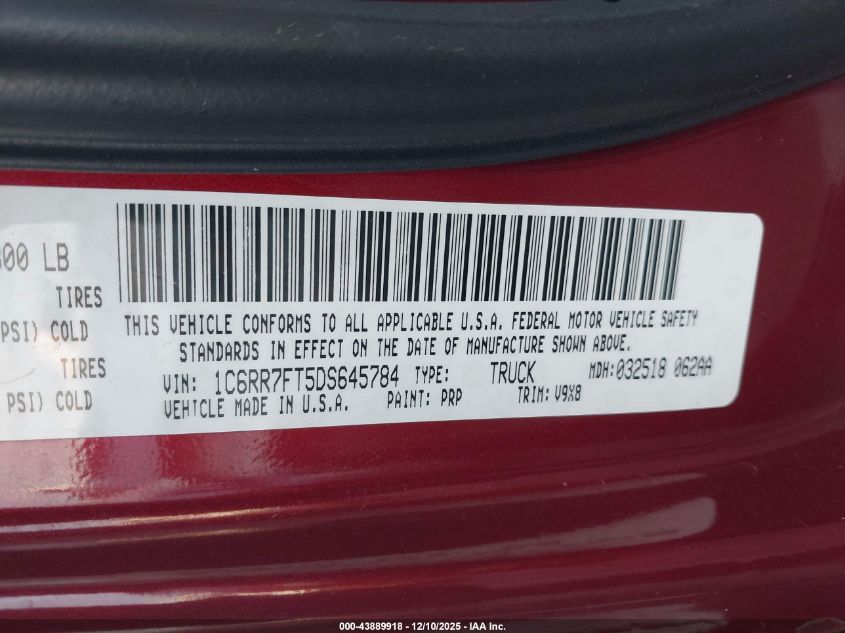 00 LB
TIRES
PSI) COLD
TIRES
PSI) COLD
THIS VEHICLE CONFORMS TO ALL APPLICABLE U.S.A. FEDERAL MOTOR VEHICLE SAFETY
STANDARDS IN EFFECT ON THE DATE OF MANUFACTURE SHOWN ABOVE.
VIN: 1C6RR7FT5DS645784 TYPE: TRUCK MDH:032518 062AA
VEHICLE MADE IN U.S.A. PAINT: PRP TRIM: V9X8
000-43889918 - 12/10/2025 - IAA Inc.